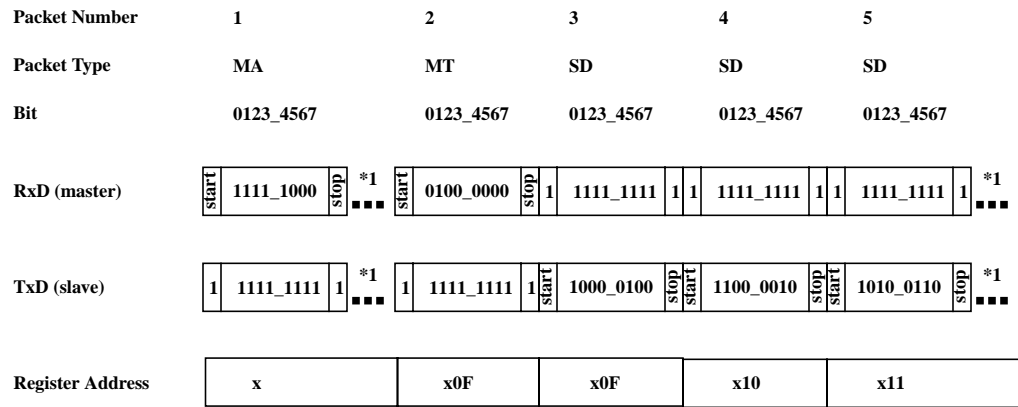 Packet Number 1 2 3 4 5
Packet Type MA MT SD SD SD
Bit 0123_4567 0123_4567 0123_4567 0123_4567 0123_4567
RxD (master) start 1111_1000 stop *1 start 0100_0000 stop 1 1111_1111 1 1 1111_1111 1 1 1111_1111 1 *1
TxD (slave) 1 1111_1111 1 *1 1 1111_1111 1 start 1000_0100 stop start 1100_0010 stop start 1010_0110 stop *1
Register Address x x0F x0F x10 x11